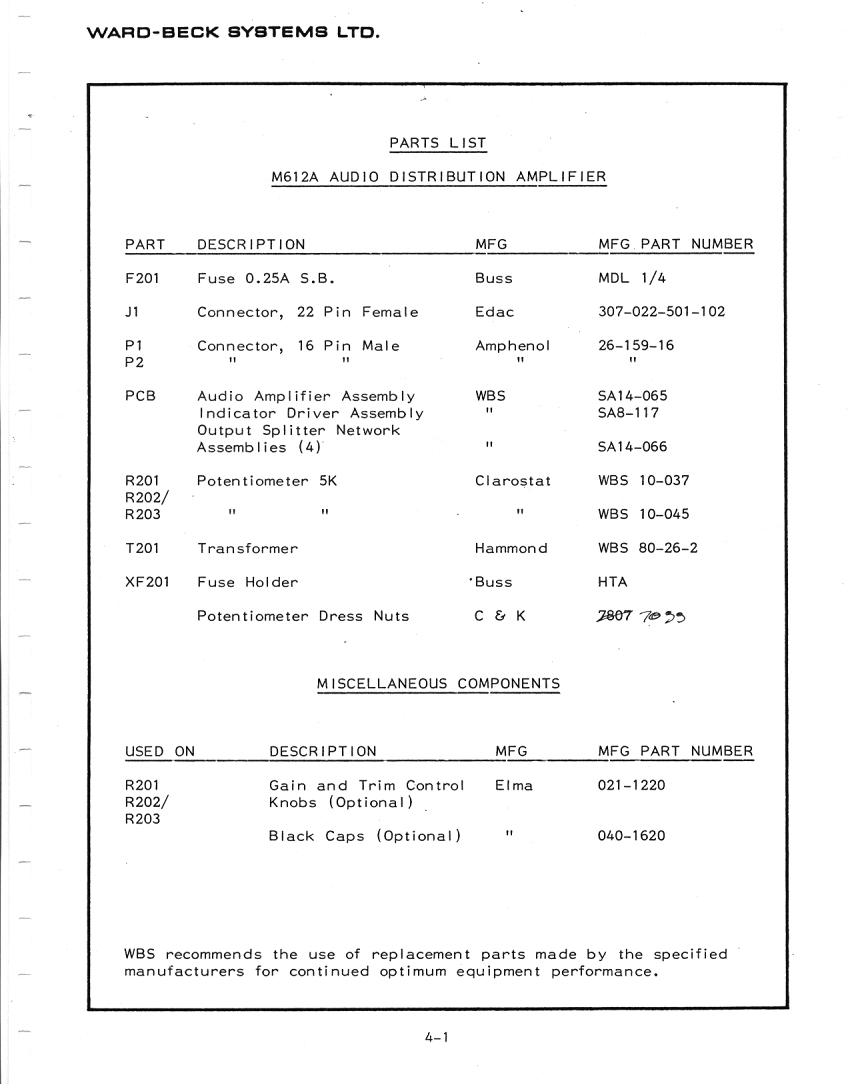 WARD-BECK SYSTEMS LTD.
PARTS LIST
M612A AUDIO DISTRIBUTION AMPLIFIER
PART DESCRIPTION MFG MFG PART NUMBER
F201 Fuse 0.25A S.B. Buss MDL 1/4
J1 Connector, 22 Pin Female Edac 307-022-501-102
P1 Connector, 16 Pin Male Amphenol 26-159-16
P2 " " " "
PCB Audio Amplifier Assembly WBS SA14-065
Indicator Driver Assembly " SA8-117
Output Splitter Network
Assemblies (4) " SA14-066
R201 Potentiometer 5K Clarostat WBS 10-037
R202/
R203 " " " WBS 10-045
T201 Transformer Hammond WBS 80-26-2
XF201 Fuse Holder Buss HTA
Potentiometer Dress Nuts C & K 7807
MISCELLANEOUS COMPONENTS
USED ON DESCRIPTION MFG MFG PART NUMBER
R201 Gain and Trim Control Elma 021-1220
R202/ Knobs (Optional)
R203
Black Caps (Optional) " 040-1620
WBS recommends the use of replacement parts made by the specified
manufacturers for continued optimum equipment performance.
4-1